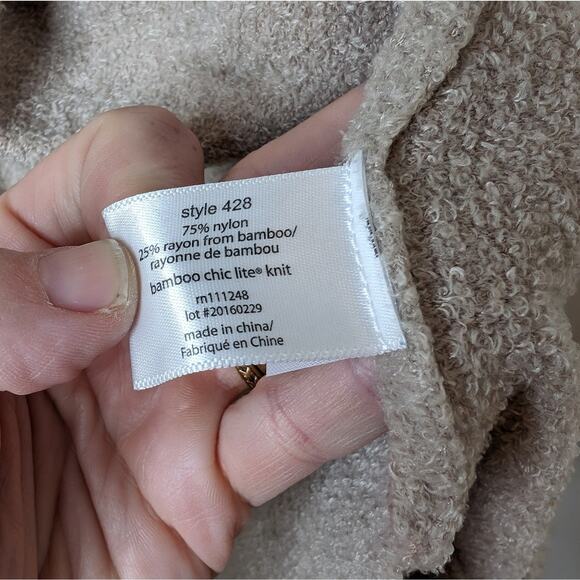 style 428
75% nylon
25% rayon from bamboo/
rayonne de bambou
bamboo chic lite® knit
rn111248
lot #20160229
made in china/
Fabriqué en Chine